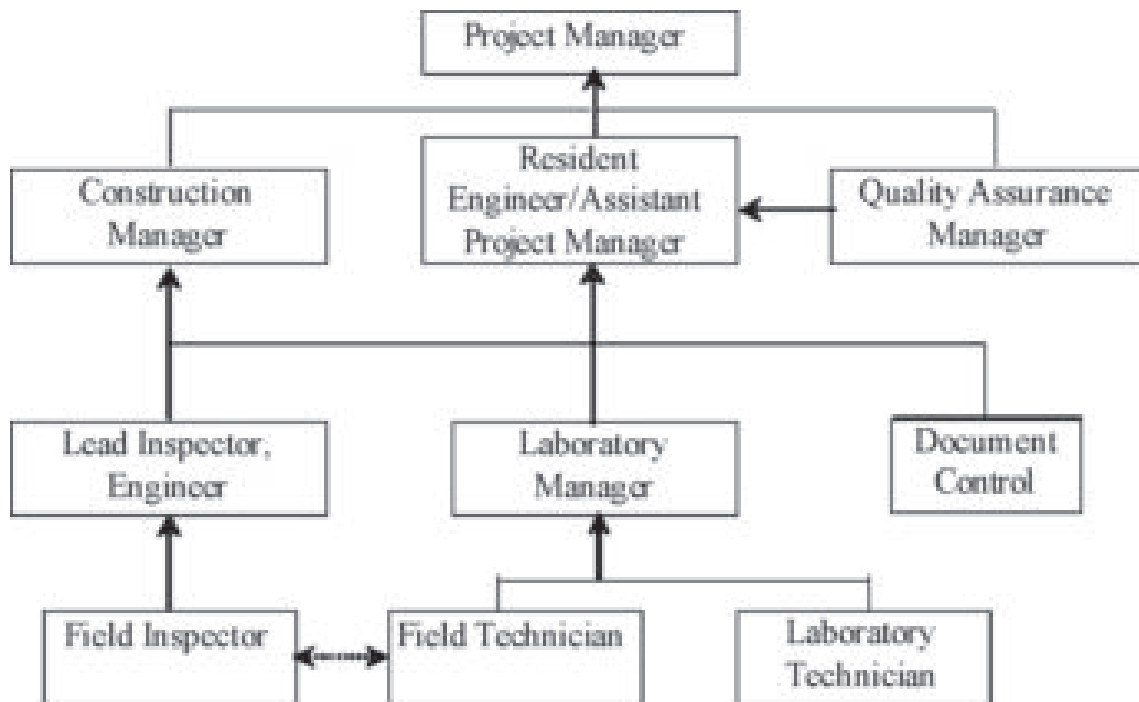 Project Manager
Construction
Manager
Resident
Engineer/Assistant
Project Manager
Quality Assurance
Manager
Lead Inspector,
Engineer
Laboratory
Manager
Document
Control
Field Inspector
Field Technician
Laboratory
Technician